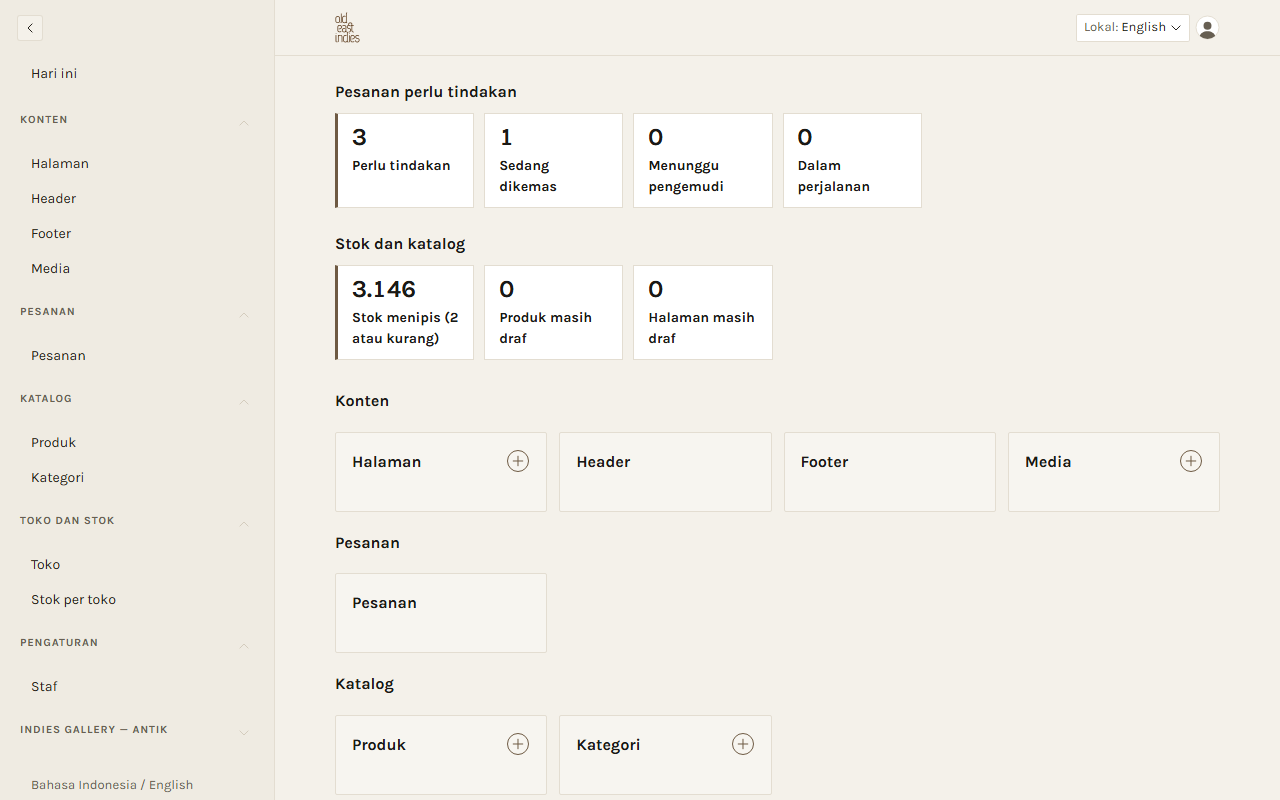 Hari ini
KONTEN
Halaman
Header
Footer
Media
PESANAN
Pesanan
KATALOG
Produk
Kategori
TOKO DAN STOK
Toko
Stok per toko
PENGATURAN
Staf
INDIES GALLERY — ANTIK
Bahasa Indonesia / English
old
east
indies
Lokal: English
Pesanan perlu tindakan
3
Perlu tindakan
1
Sedang
dikemas
0
Menunggu
pengemudi
0
Dalam
perjalanan
Stok dan katalog
3.146
Stok menipis (2
atau kurang)
0
Produk masih
draf
0
Halaman masih
draf
Konten
Halaman
Header
Footer
Media
Pesanan
Pesanan
Katalog
Produk
Kategori